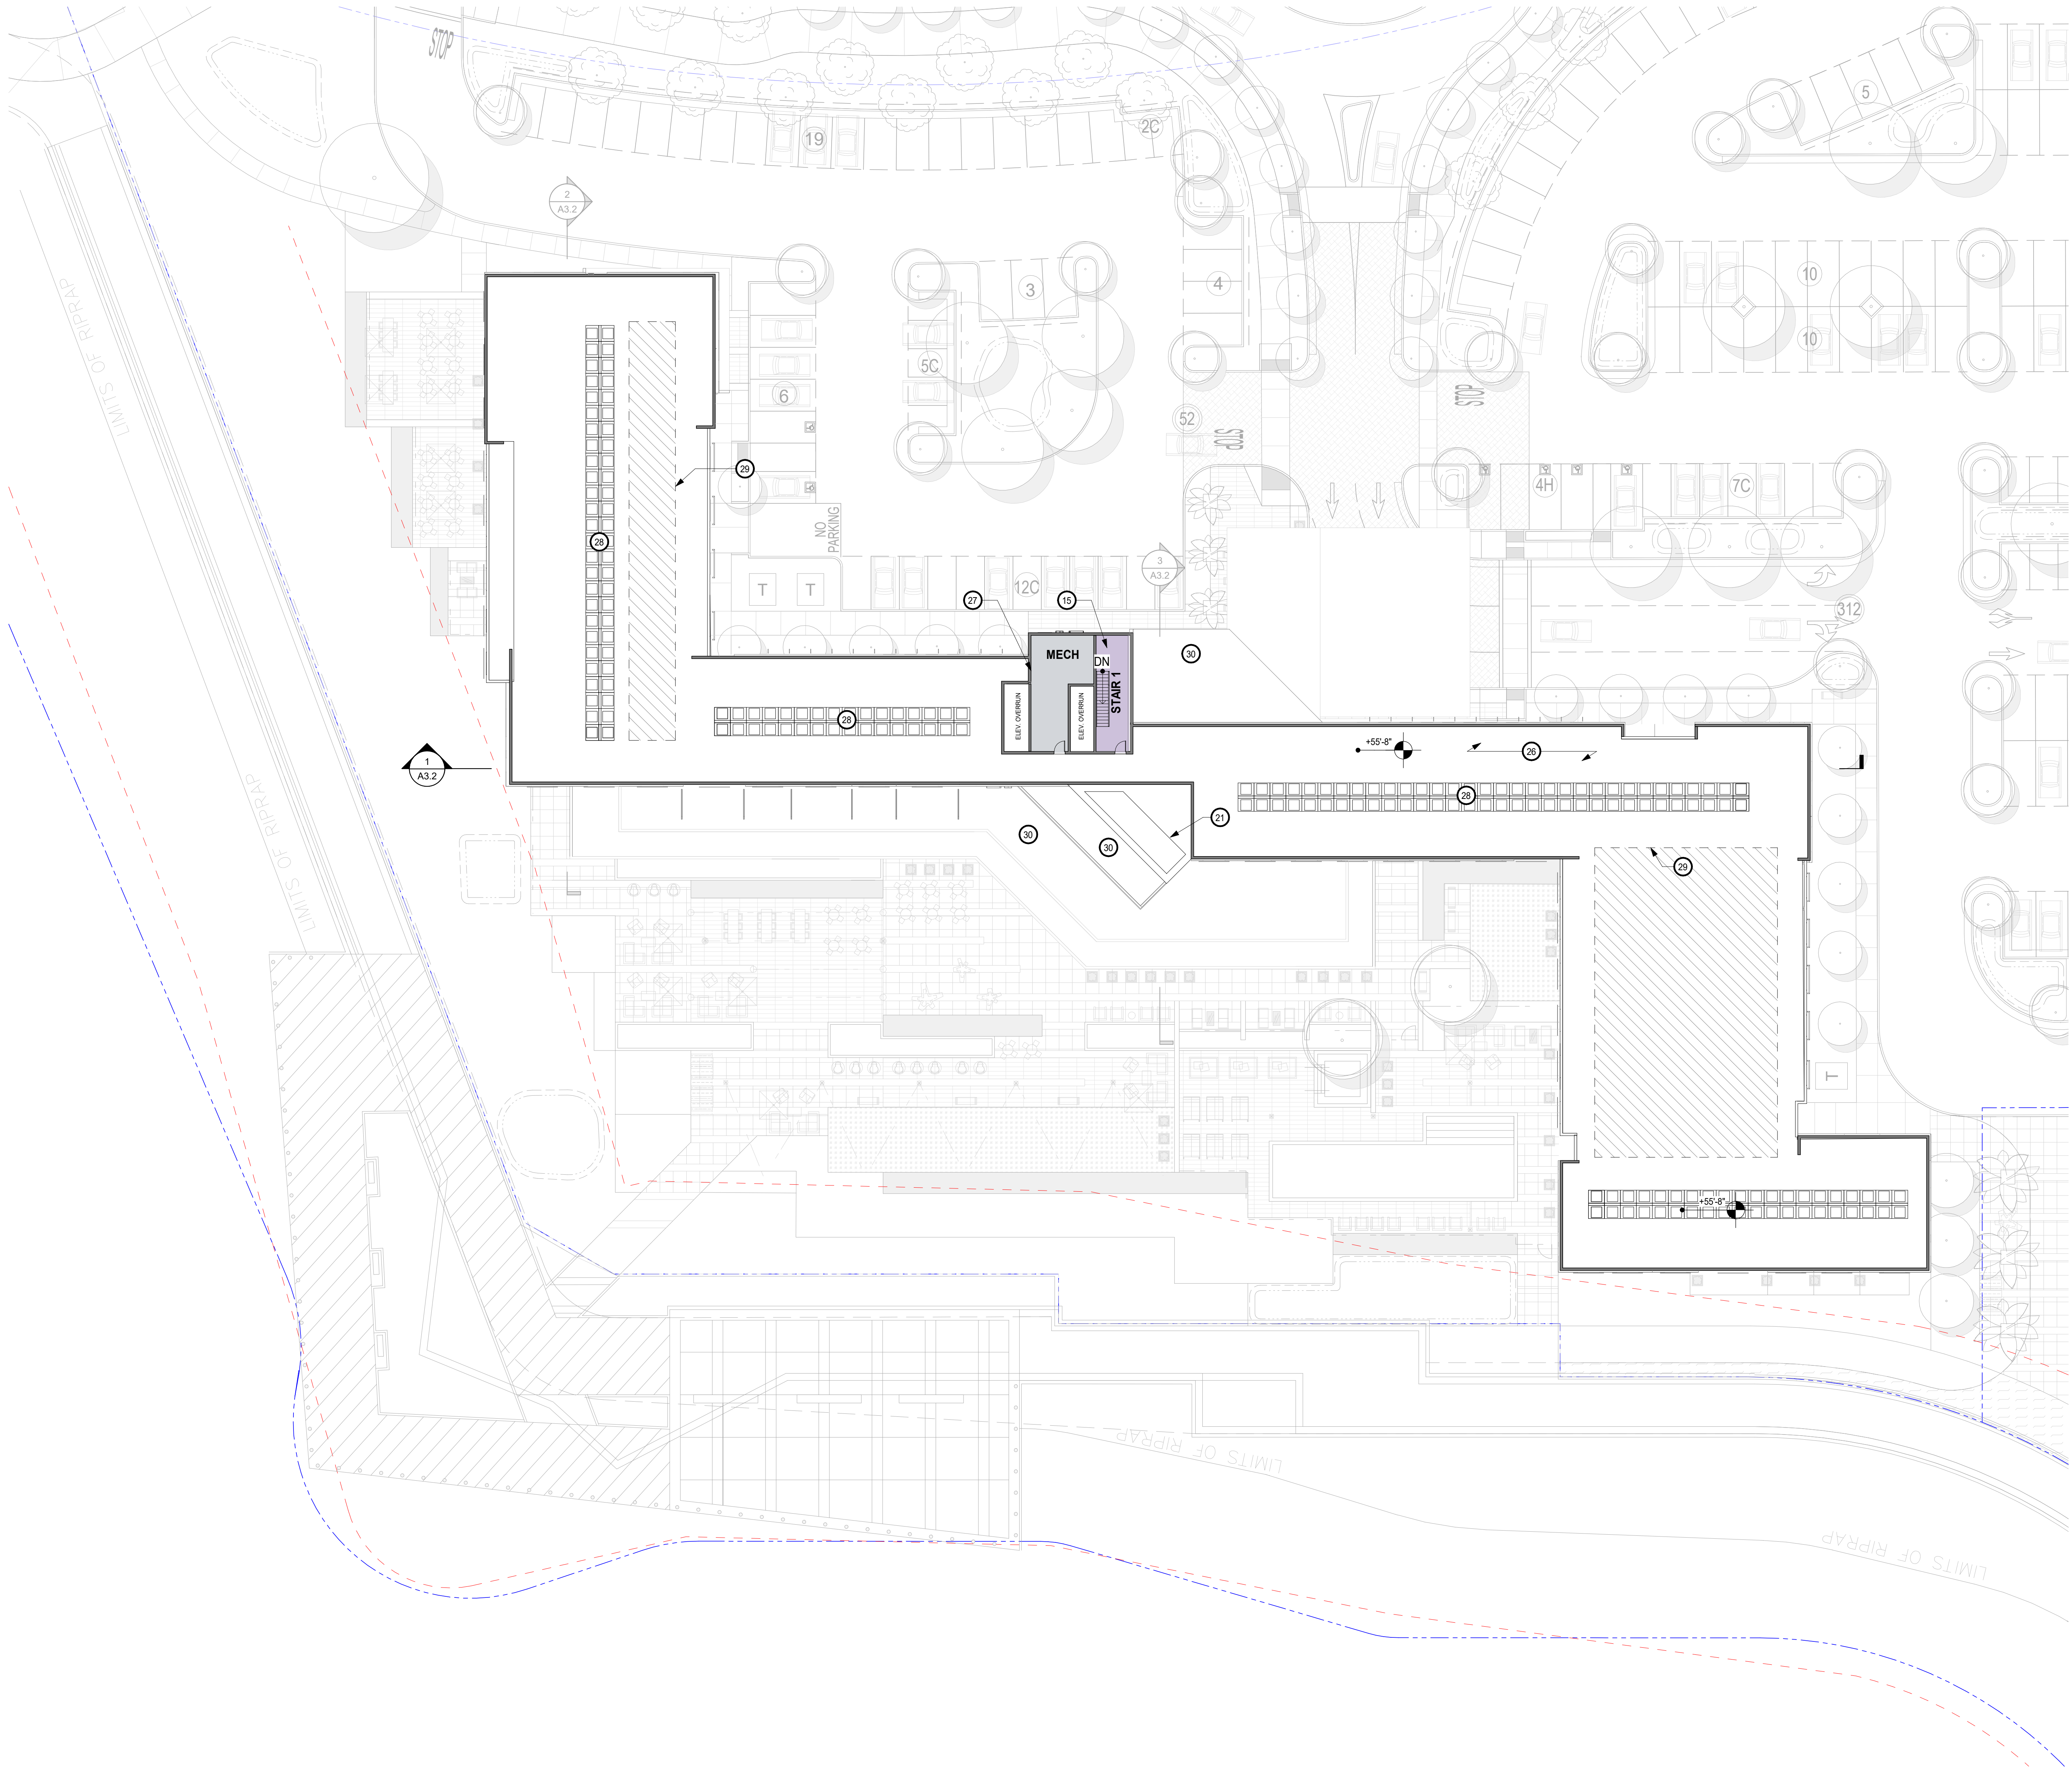 STOP
19
2C
5
2
A3.2
LIMITS OF RIPRAP
3
4
10
10
5C
6
52
STOP
STOP
29
4H
7C
NO
PARKING
28
3
A3.2
T
T
12C
27
15
312
MECH
DN
STAIR 1
30
ELEV. OVERRUN
ELEV. OVERRUN
28
+55'-8"
26
1
A3.2
28
21
30
30
29
LIMITS OF RIPRAP
T
+55'-8"
LIMITS OF RIPRAP
LIMITS OF RIPRAP